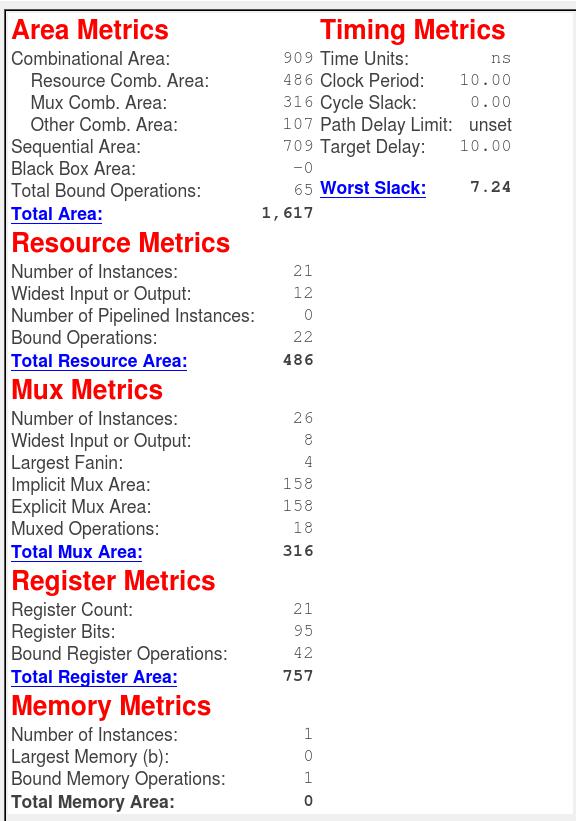 Area Metrics
Combinational Area: 909
Resource Comb. Area: 486
Mux Comb. Area: 316
Other Comb. Area: 107
Sequential Area: 709
Black Box Area: -0
Total Bound Operations: 65
Total Area: 1,617
Timing Metrics
Time Units: ns
Clock Period: 10.00
Cycle Slack: 0.00
Path Delay Limit: unset
Target Delay: 10.00
Worst Slack: 7.24
Resource Metrics
Number of Instances: 21
Widest Input or Output: 12
Number of Pipelined Instances: 0
Bound Operations: 22
Total Resource Area: 486
Mux Metrics
Number of Instances: 26
Widest Input or Output: 8
Largest Fanin: 4
Implicit Mux Area: 158
Explicit Mux Area: 158
Muxed Operations: 18
Total Mux Area: 316
Register Metrics
Register Count: 21
Register Bits: 95
Bound Register Operations: 42
Total Register Area: 757
Memory Metrics
Number of Instances: 1
Largest Memory (b): 0
Bound Memory Operations: 1
Total Memory Area: 0